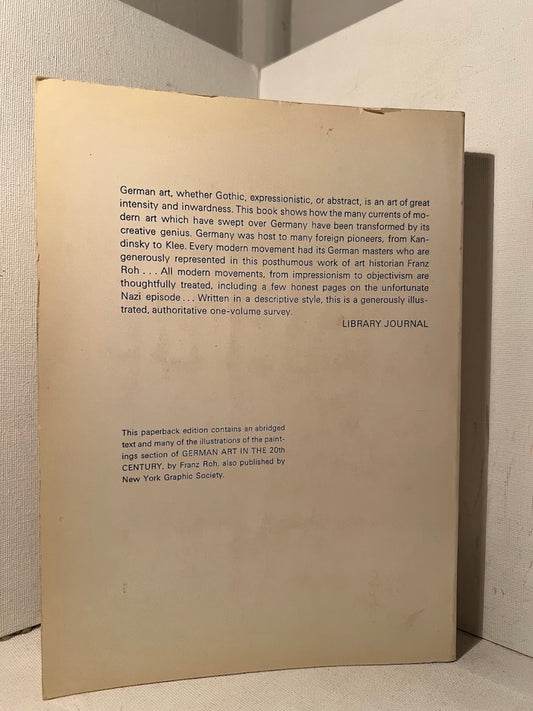 German art, whether Gothic, expressionistic, or abstract, is an art of great
intensity and inwardness. This book shows how the many currents of mo-
dern art which have swept over Germany have been transformed by its
creative genius. Germany was host to many foreign pioneers, from Kan-
dinsky to Klee. Every modern movement had its German masters who are
generously represented in this posthumous work of art historian Franz
Roh . . . All modern movements, from impressionism to objectivism are
thoughtfully treated, including a few honest pages on the unfortunate
Nazi episode . . . Written in a descriptive style, this is a generously illus-
trated, authoritative one-volume survey.
LIBRARY JOURNAL
This paperback edition contains an abridged
text and many of the illustrations of the paint-
ings section of GERMAN ART IN THE 20th
CENTURY, by Franz Roh, also published by
New York Graphic Society.